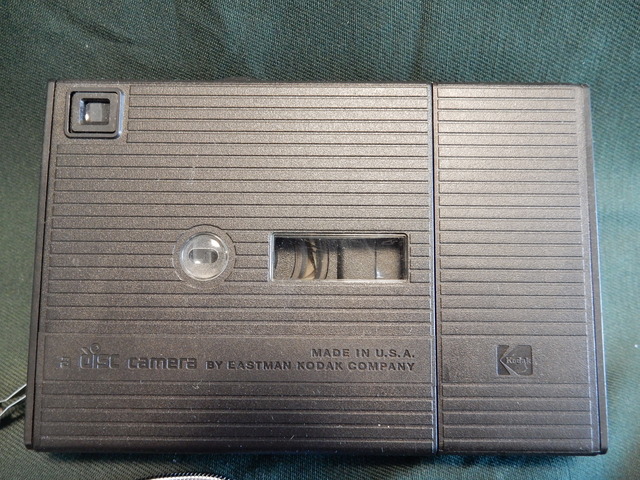 MADE IN U.S.A.
a disc camera BY EASTMAN KODAK COMPANY
Kodak